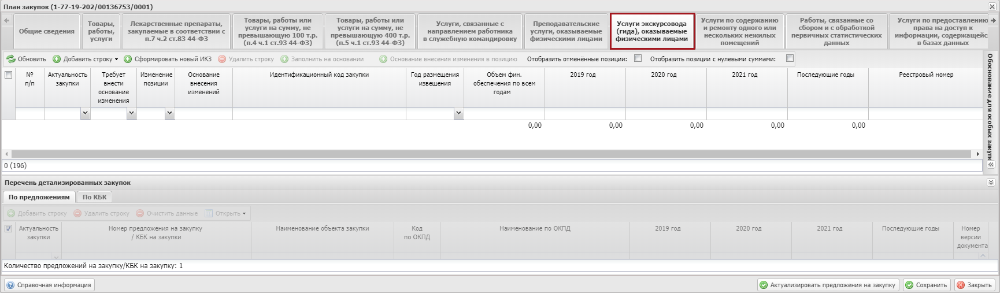 План закупок (1-77-19-202/00136753/0001)
Общие сведения
Товары,
работы,
услуги
Лекарственные препараты,
закупаемые в соответствии с
п.7 ч.2 ст.83 44-ФЗ
Товары, работы или
услуги на сумму, не
превышающую 100 т.р.
(п.4 ч.1 ст.93 44-ФЗ)
Товары, работы или
услуги на сумму, не
превышающую 400 т.р.
(п.5 ч.1 ст.93 44-ФЗ)
Услуги, связанные с
направлением работника
в служебную командировку
Преподавательские
услуги, оказываемые
физическими лицами
Услуги экскурсовода
(гида), оказываемые
физическими лицами
Услуги по содержанию
и ремонту одного или
нескольких нежилых
помещений
Работы, связанные со
сбором и с обработкой
первичных статистических
данных
Услуги по предоставлению
права на доступ к
информации, содержащейс
в базах данных
Обновить
Добавить строку
Сформировать новый ИКЗ
Удалить строку
Заполнить на основании
Основание внесения изменения в позицию
Отобразить отменённые позиции:
Отобразить позиции с нулевыми суммами:
№
п/п
Актуальность
закупки
Требует
внести
основание
изменения
Изменение
позиции
Основание
внесения
изменений
Идентификационный код закупки
Год размещения
извещения
Объем фин.
обеспечения по всем
годам
2019 год
2020 год
2021 год
Последующие годы
Реестровый номер
0,00
0,00
0,00
0,00
0,00
0 (196)
Обоснование для особых закупо
Перечень детализированных закупок
По предложениям
По КБК
Добавить строку
Удалить строку
Очистить данные
Открыть
Актуальность
закупки
Номер предложения на закупку
/ КБК на закупки
Наименование объекта закупки
Код
по ОКПД
Наименование по ОКПД
2019 год
2020 год
2021 год
Последующие годы
Номер
версии
документа
Количество предложений на закупку/КБК на закупку: 1
Справочная информация
Актуализировать предложения на закупку
Сохранить
Закрыть